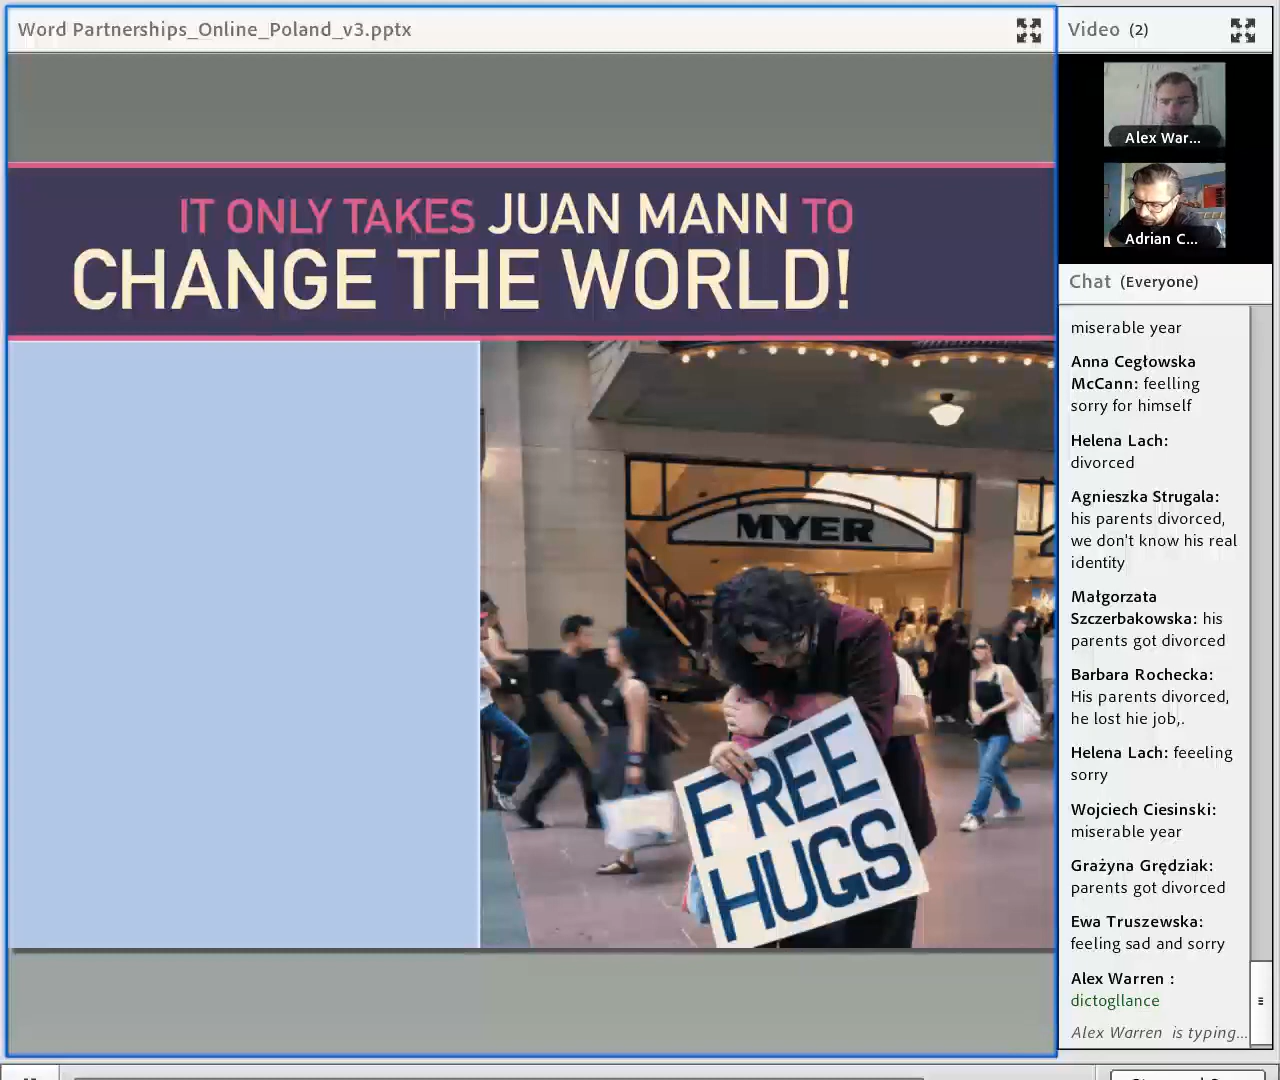 Word Partnerships_Online_Poland_v3.pptx
Video (2)
Alex War...
Adrian C...
Chat (Everyone)
IT ONLY TAKES JUAN MANN TO
CHANGE THE WORLD!
MYER
FREE
HUGS
miserable year
Anna Cegłowska
McCann: feelling
sorry for himself
Helena Lach:
divorced
Agnieszka Strugala:
his parents divorced,
we don't know his real
identity
Małgorzata
Szczerbakowska: his
parents got divorced
Barbara Rochecka:
His parents divorced,
he lost hie job,.
Helena Lach: feeeling
sorry
Wojciech Ciesinski:
miserable year
Grażyna Grędziak:
parents got divorced
Ewa Truszewska:
feeling sad and sorry
Alex Warren :
dictogllance
Alex Warren is typing...